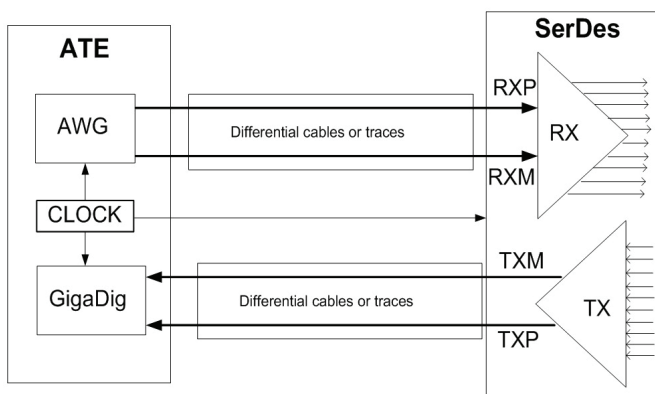 ATE
SerDes
AWG
Differential cables or traces
RXP
RX
RXM
CLOCK
GigaDig
Differential cables or traces
TXM
TX
TXP